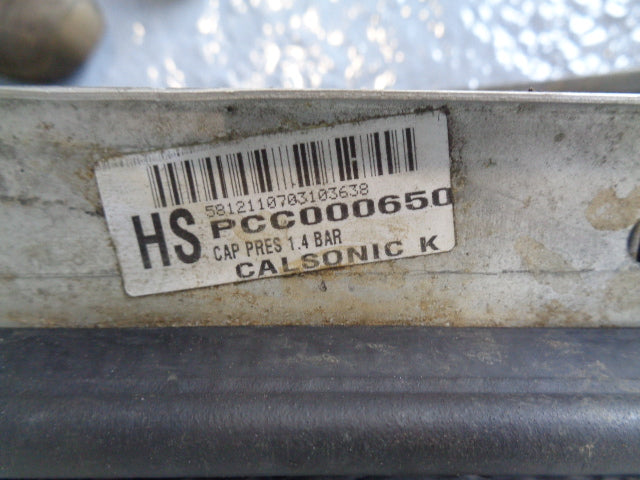 5812110703103638
HS PCC000650
CAP PRES 1.4 BAR
CALSONIC K